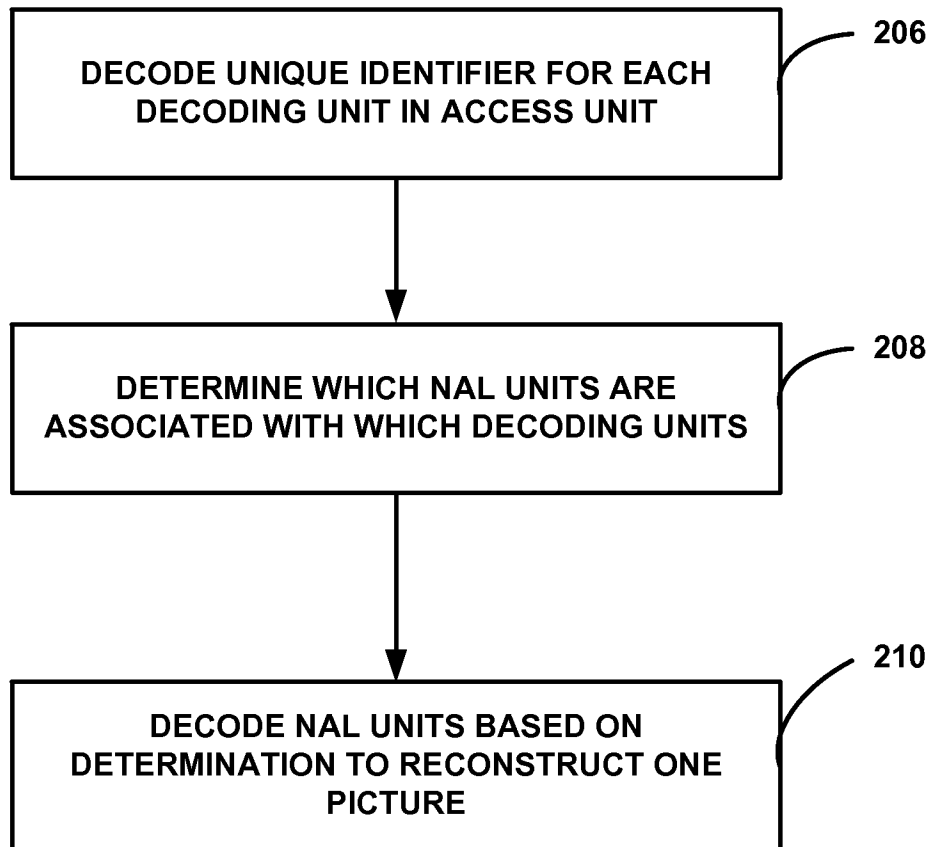 206
DECODE UNIQUE IDENTIFIER FOR EACH
DECODING UNIT IN ACCESS UNIT
208
DETERMINE WHICH NAL UNITS ARE
ASSOCIATED WITH WHICH DECODING UNITS
210
DECODE NAL UNITS BASED ON
DETERMINATION TO RECONSTRUCT ONE
PICTURE